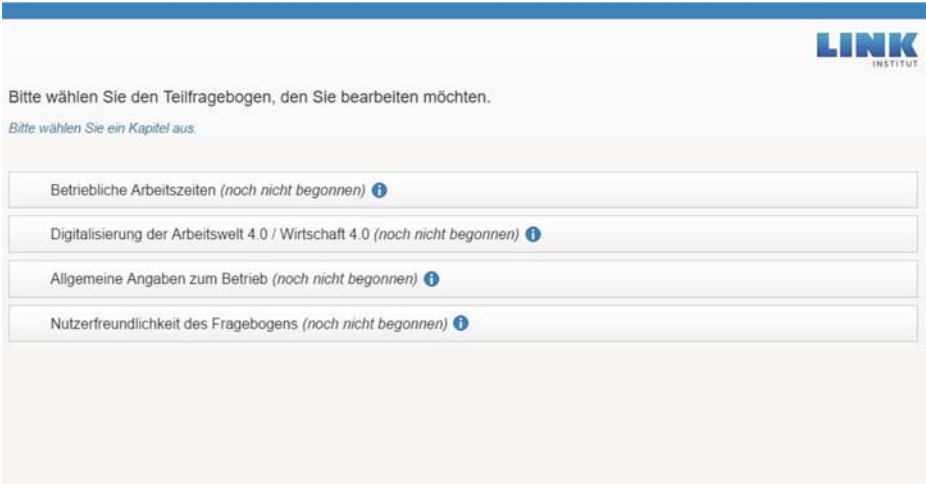 LINK
INSTITUT
Bitte wählen Sie den Teilfragebogen, den Sie bearbeiten möchten.
Bitte wählen Sie ein Kapitel aus.
Betriebliche Arbeitszeiten (noch nicht begonnen) i
Digitalisierung der Arbeitswelt 4.0 / Wirtschaft 4.0 (noch nicht begonnen) i
Allgemeine Angaben zum Betrieb (noch nicht begonnen) i
Nutzerfreundlichkeit des Fragebogens (noch nicht begonnen) i